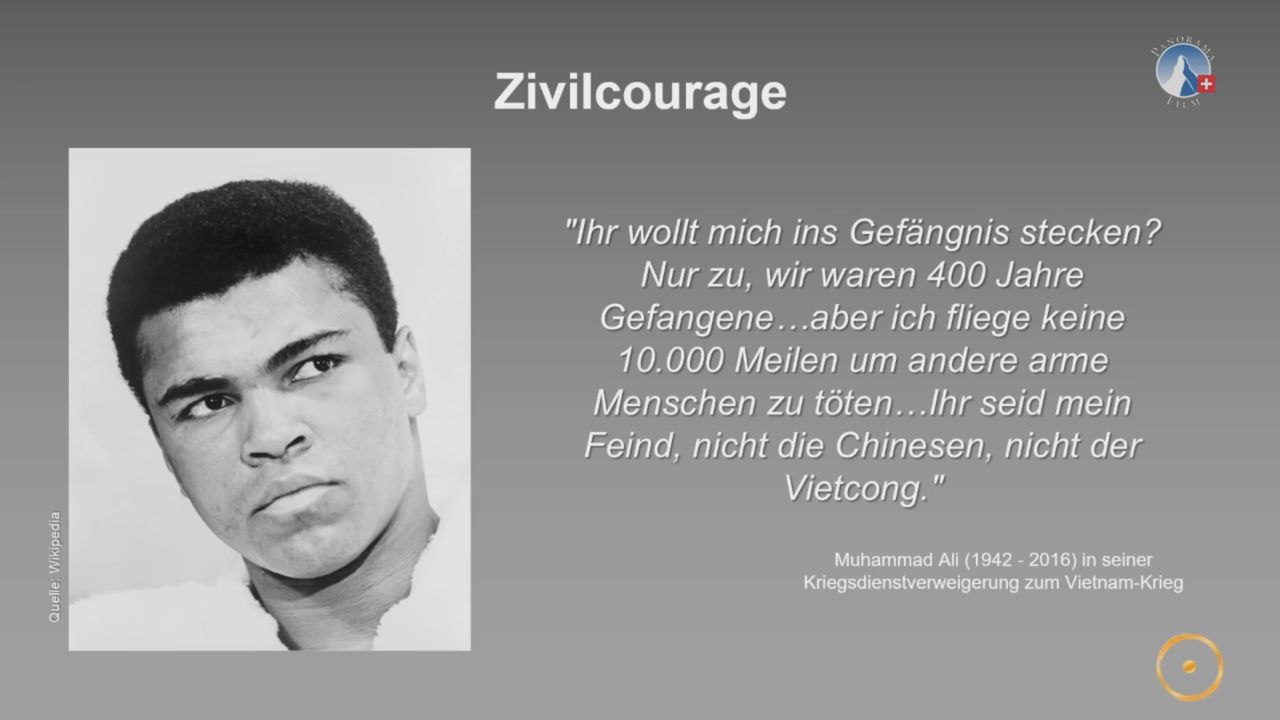 PANORAMA
FILM
Zivilcourage
"Ihr wollt mich ins Gefängnis stecken?
Nur zu, wir waren 400 Jahre
Gefangene…aber ich fliege keine
10.000 Meilen um andere arme
Menschen zu töten…Ihr seid mein
Feind, nicht die Chinesen, nicht der
Vietcong."
Muhammad Ali (1942 - 2016) in seiner
Kriegsdienstverweigerung zum Vietnam-Krieg
Quelle: Wikipedia